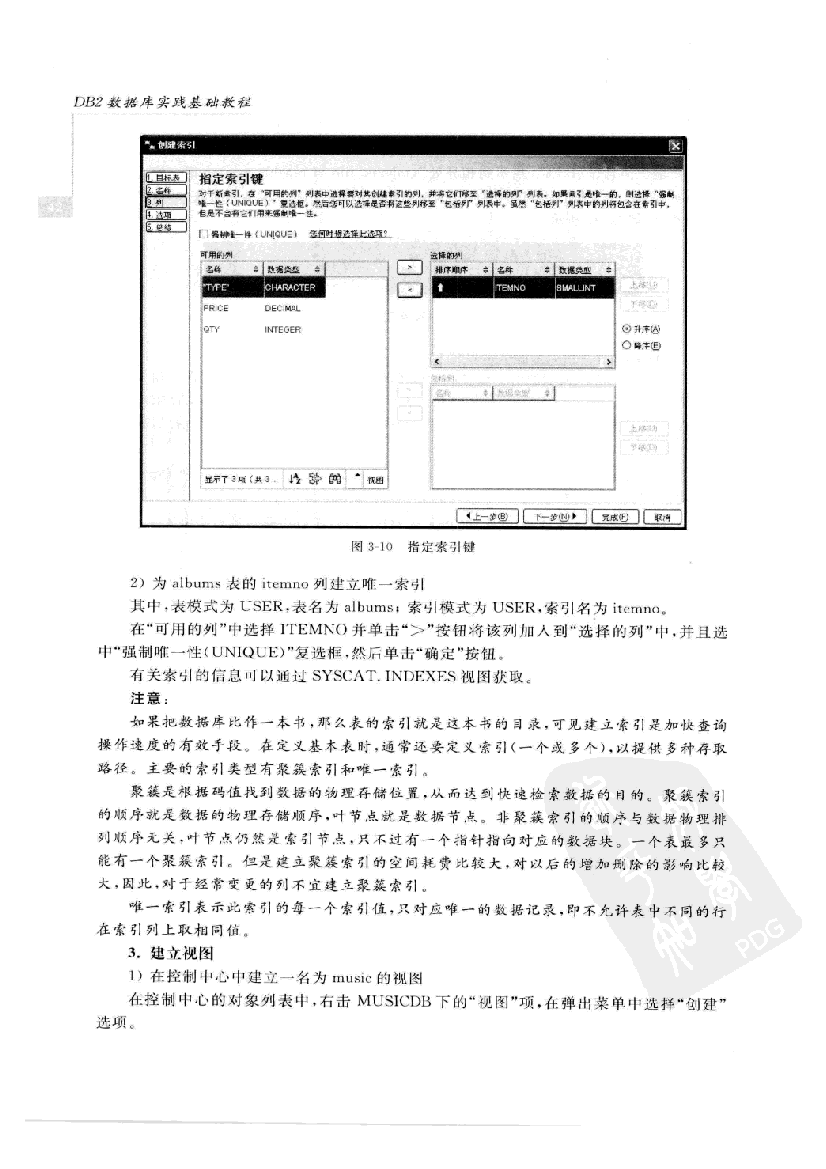 DB2 数据库实践基础教程
创建索引
1. 目标表
2. 名称
3. 列
4. 选项
5. 总结
指定索引键
对于新索引，在“可用的列”列表中选择要对其创建索引的列，并将它们移至“选择的列”列表。如果索引是唯一的，则选择“强制
唯一性（UNIQUE）”复选框。然后您可以选择是否将这些列移至“包括列”列表中。虽然“包括列”列表中的列将包含在索引中，
但是不会将它们用来强制唯一性。
强制唯一性（UNIQUE） 您何时将选择此选项？
可用的列
名称 数据类型
"TYPE" CHARACTER
PRICE DECIMAL
QTY INTEGER
显示了 3 项（共 3 视图
>
<
选择的列
排序顺序 名称 数据类型
ITEMNO SMALLINT
上移(U)
下移(D)
升序(A)
降序(E)
包括列
名称 数据类型
上移
下移
上一步(B) 下一步(N) 完成(F) 取消
图 3-10 指定索引键
2）为 albums 表的 itemno 列建立唯一索引
其中，表模式为 USER，表名为 albums；索引模式为 USER，索引名为 itemno。
在“可用的列”中选择 ITEMNO 并单击“>”按钮将该列加入到“选择的列”中，并且选
中“强制唯一性(UNIQUE)”复选框，然后单击“确定”按钮。
有关索引的信息可以通过 SYSCAT. INDEXES 视图获取。
注意：
如果把数据库比作一本书，那么表的索引就是这本书的目录，可见建立索引是加快查询
操作速度的有效手段。在定义基本表时，通常还要定义索引(一个或多个)，以提供多种存取
路径。主要的索引类型有聚簇索引和唯一索引。
聚簇是根据码值找到数据的物理存储位置，从而达到快速检索数据的目的。聚簇索引
的顺序就是数据的物理存储顺序，叶节点就是数据节点。非聚簇索引的顺序与数据物理排
列顺序无关，叶节点仍然是索引节点，只不过有一个指针指向对应的数据块。一个表最多只
能有一个聚簇索引。但是建立聚簇索引的空间耗费比较大，对以后的增加删除的影响比较
大，因此，对于经常变更的列不宜建立聚簇索引。
唯一索引表示此索引的每一个索引值，只对应唯一的数据记录，即不允许表中不同的行
在索引列上取相同值。
3. 建立视图
1）在控制中心中建立一名为 music 的视图
在控制中心的对象列表中，右击 MUSICDB 下的“视图”项，在弹出菜单中选择“创建”
选项。
PDG